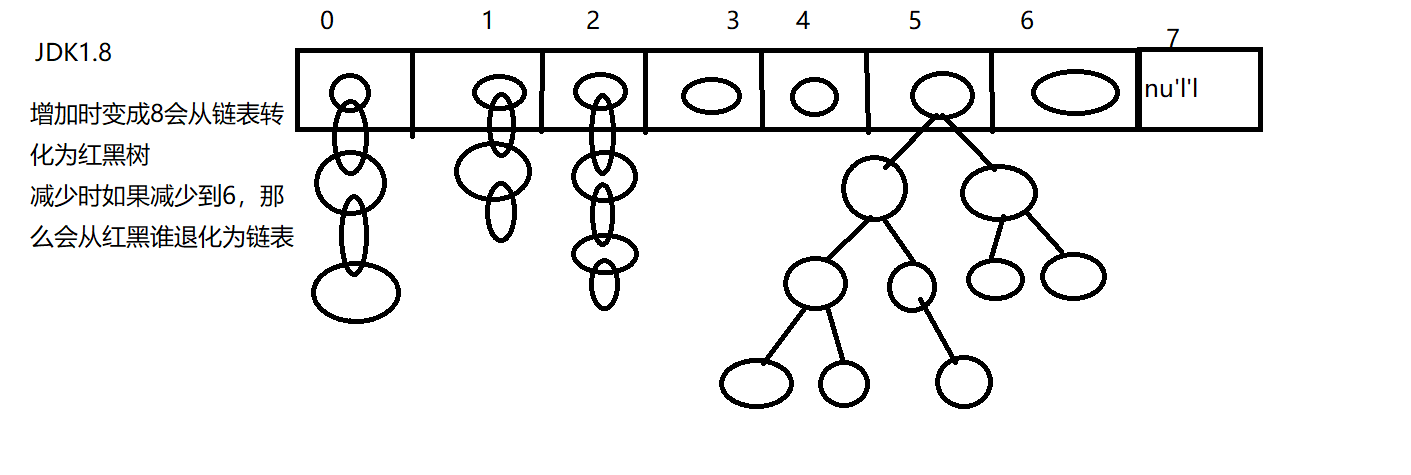 0 1 2 3 4 5 6 7
JDK1.8
nu'l'l
增加时变成8会从链表转
化为红黑树
减少时如果减少到6，那
么会从红黑谁退化为链表